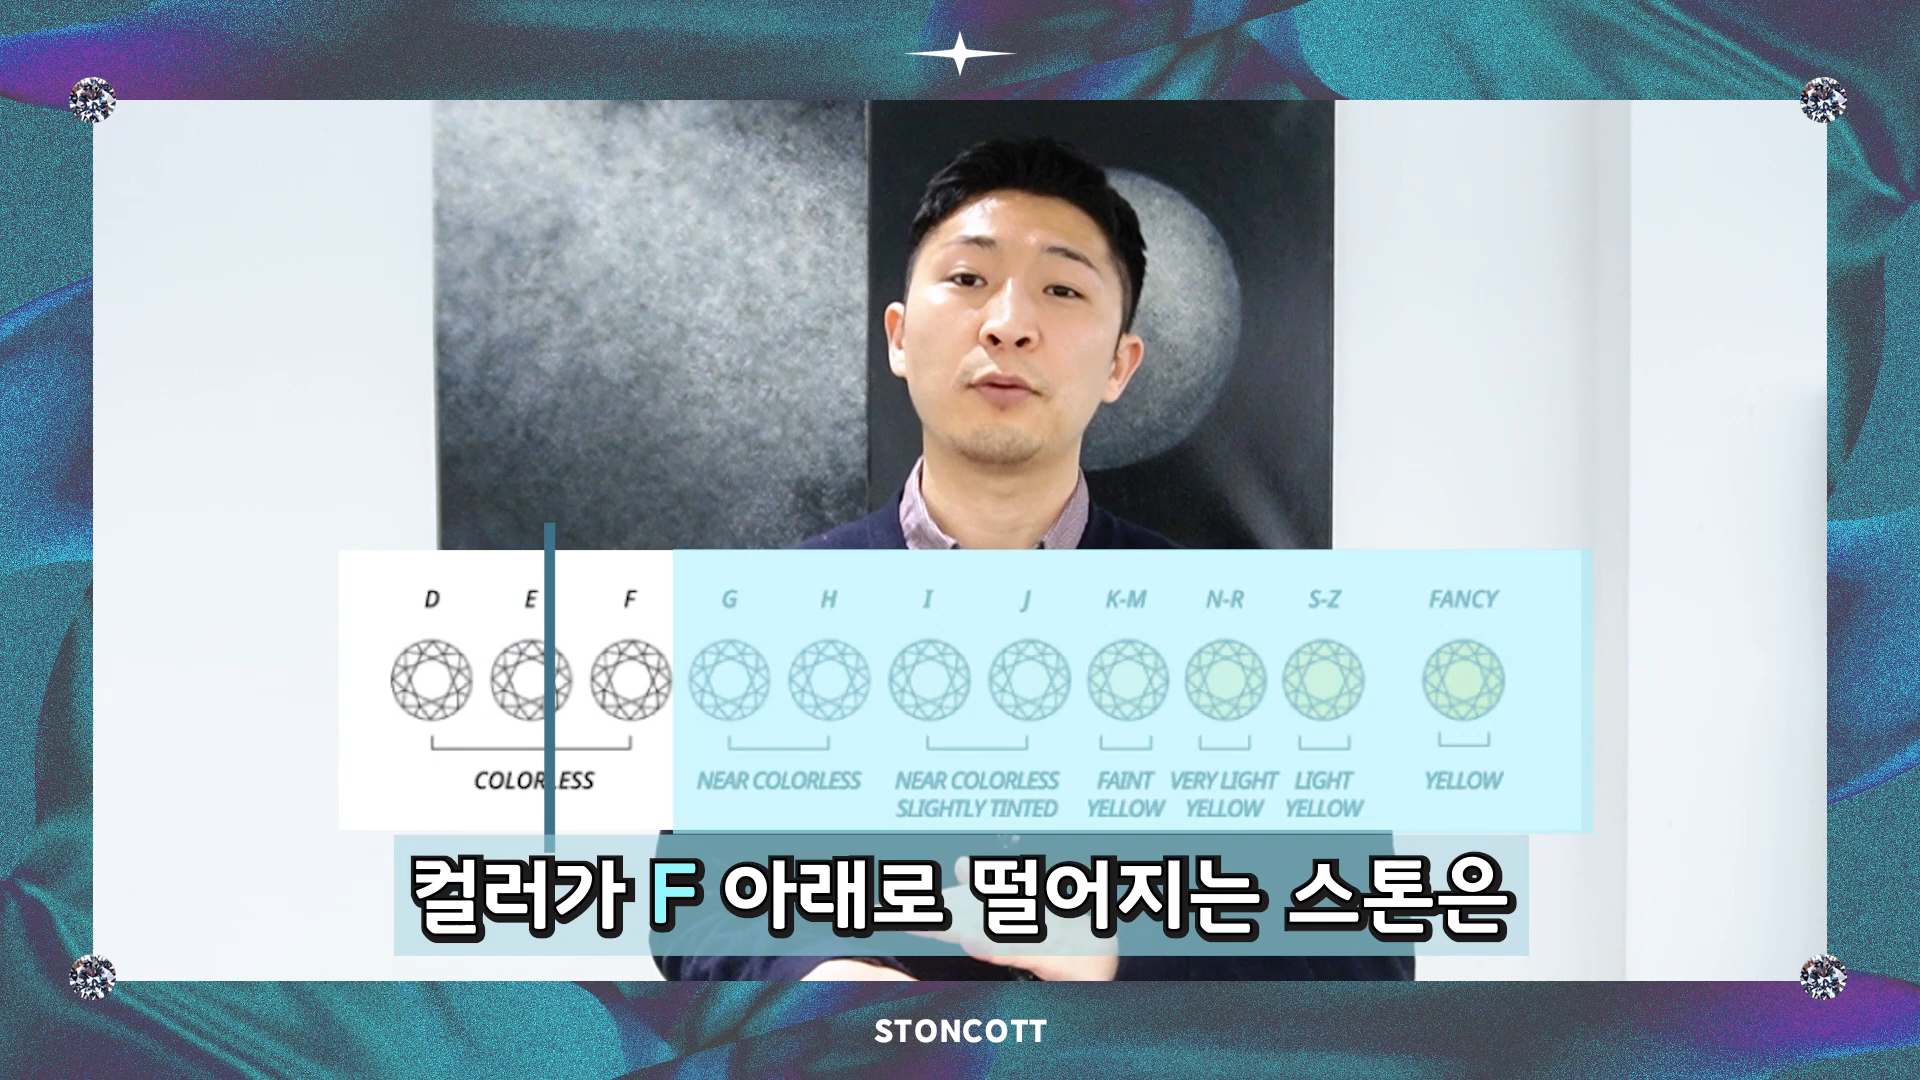 D E F G H I J K-M N-R S-Z FANCY
COLORLESS NEAR COLORLESS NEAR COLORLESS FAINT VERY LIGHT LIGHT YELLOW
SLIGHTLY TINTED YELLOW YELLOW YELLOW
컬러가 F 아래로 떨어지는 스톤은
STONCOTT